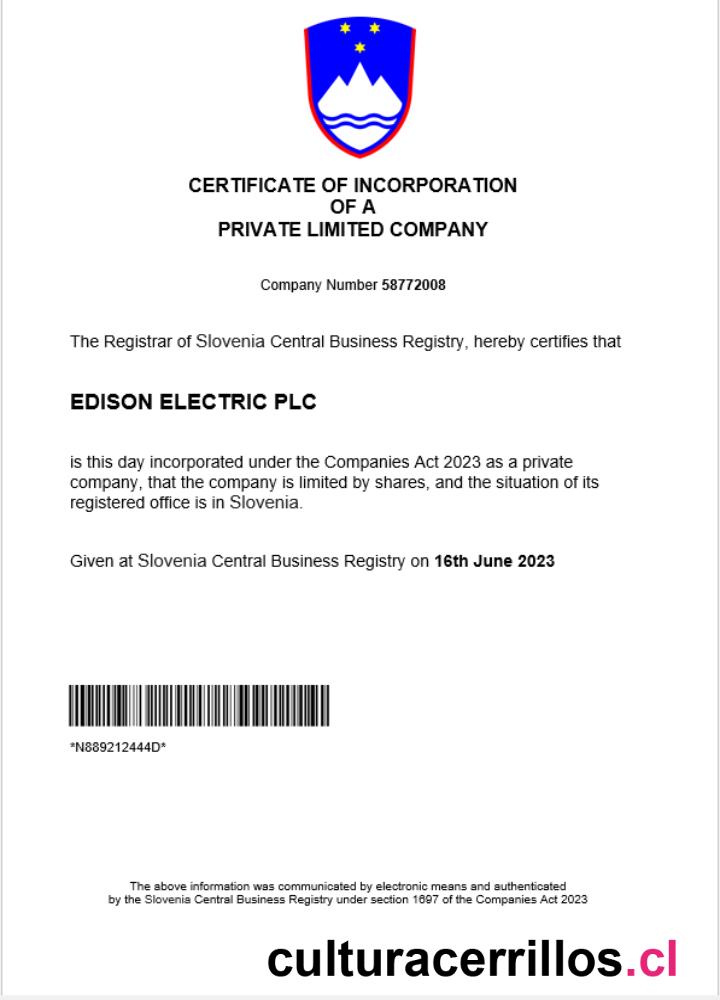 CERTIFICATE OF INCORPORATION
OF A
PRIVATE LIMITED COMPANY
Company Number 58772008
The Registrar of Slovenia Central Business Registry, hereby certifies that
EDISON ELECTRIC PLC
is this day incorporated under the Companies Act 2023 as a private
company, that the company is limited by shares, and the situation of its
registered office is in Slovenia.
Given at Slovenia Central Business Registry on 16th June 2023
*N889212444D*
The above information was communicated by electronic means and authenticated
by the Slovenia Central Business Registry under section 1697 of the Companies Act 2023
culturacerrillos.cl